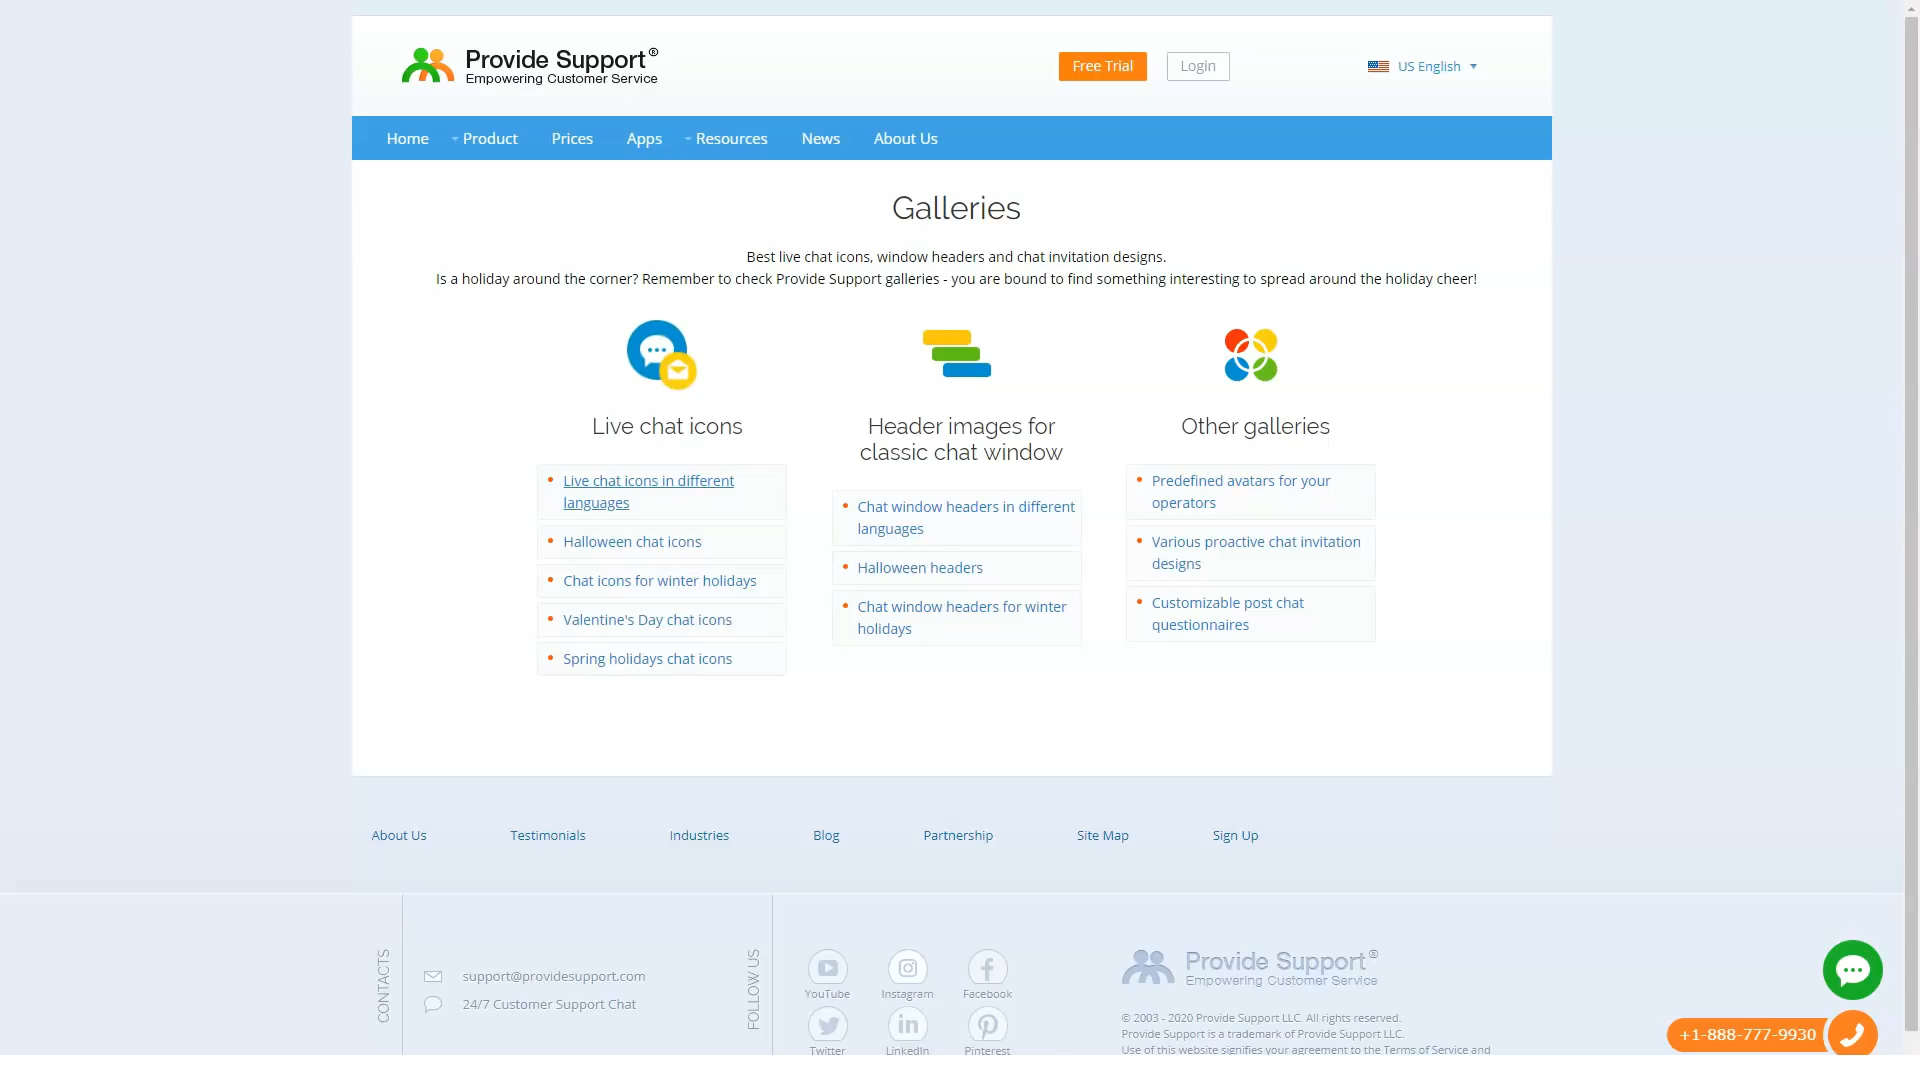 Provide Support®
Empowering Customer Service
Free Trial
Login
US English
Home
Product
Prices
Apps
Resources
News
About Us
Galleries
Best live chat icons, window headers and chat invitation designs.
Is a holiday around the corner? Remember to check Provide Support galleries - you are bound to find something interesting to spread around the holiday cheer!
Live chat icons
Live chat icons in different
languages
Halloween chat icons
Chat icons for winter holidays
Valentine's Day chat icons
Spring holidays chat icons
Header images for
classic chat window
Chat window headers in different
languages
Halloween headers
Chat window headers for winter
holidays
Other galleries
Predefined avatars for your
operators
Various proactive chat invitation
designs
Customizable post chat
questionnaires
About Us
Testimonials
Industries
Blog
Partnership
Site Map
Sign Up
CONTACTS
support@providesupport.com
24/7 Customer Support Chat
FOLLOW US
YouTube
Instagram
Facebook
Twitter
LinkedIn
Pinterest
Provide Support®
Empowering Customer Service
© 2003 - 2020 Provide Support LLC. All rights reserved.
Provide Support is a trademark of Provide Support LLC.
Use of this website signifies your agreement to the Terms of Service and
+1-888-777-9930